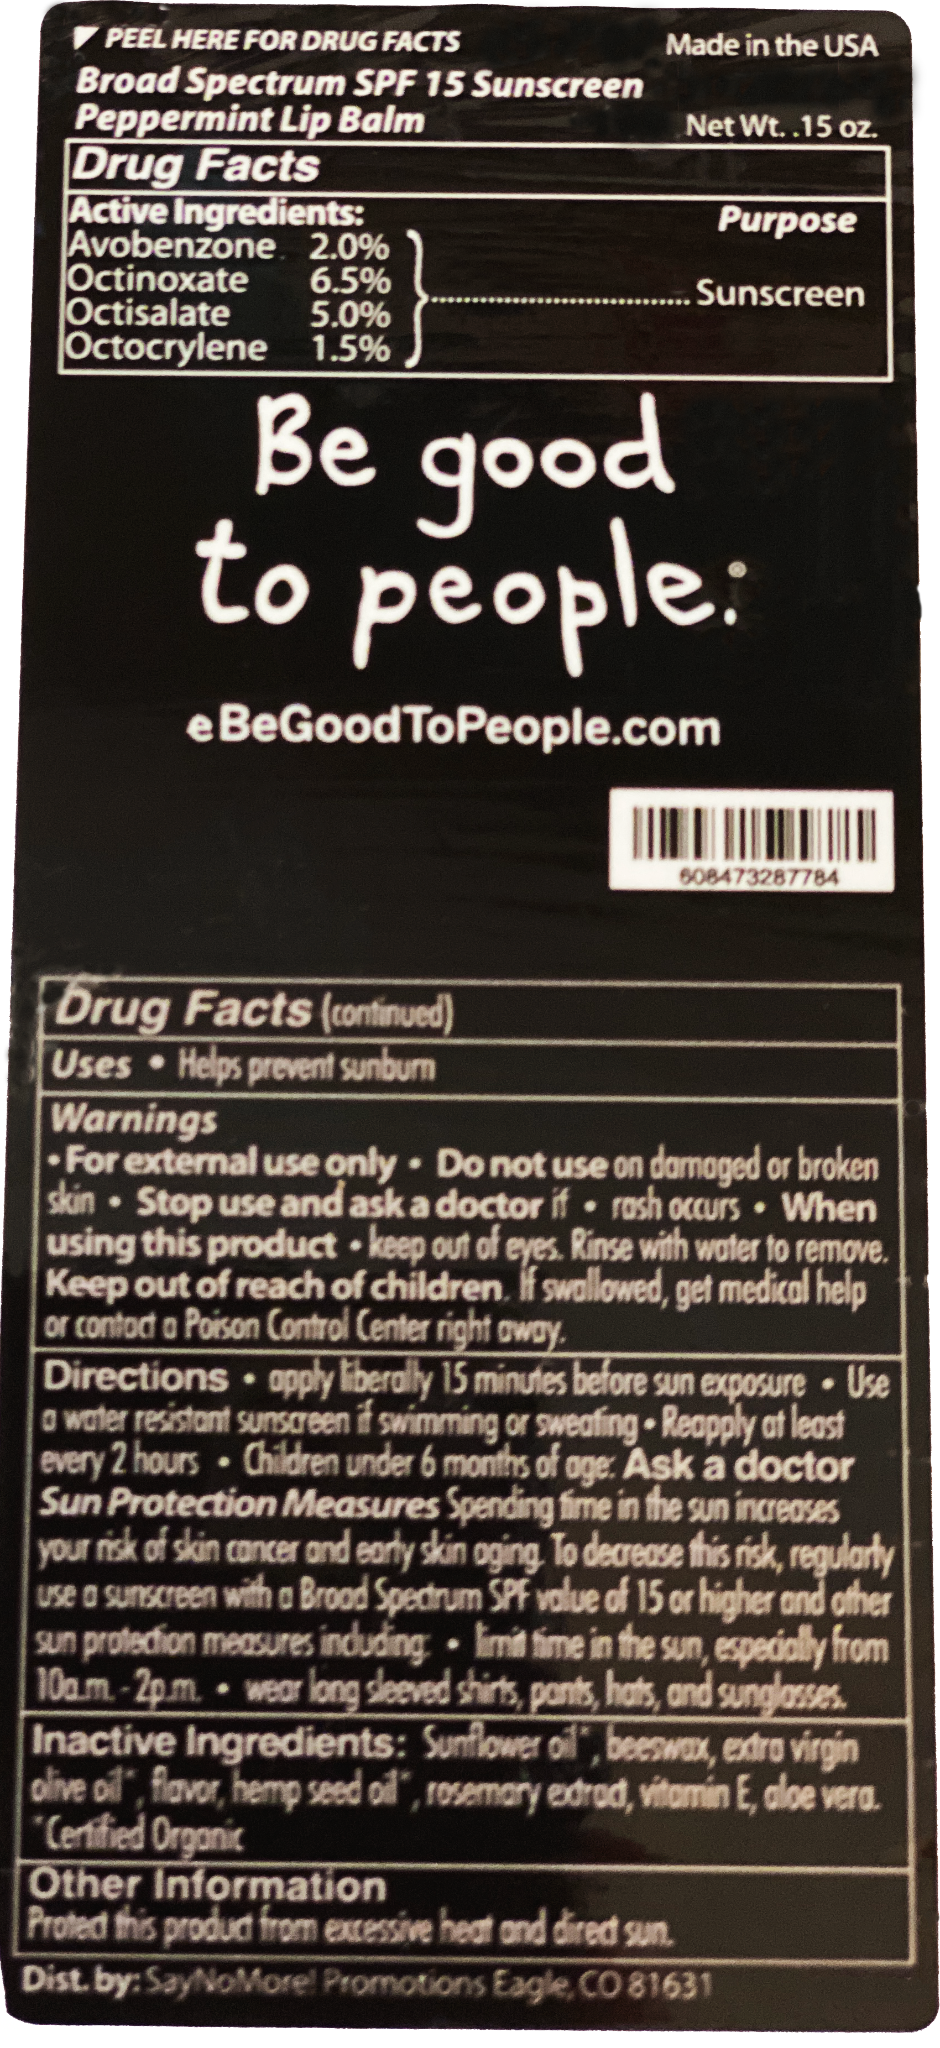 ▼ PEEL HERE FOR DRUG FACTS Made in the USA
Broad Spectrum SPF 15 Sunscreen
Peppermint Lip Balm Net Wt. .15 oz.
Drug Facts
Active Ingredients: Purpose
Avobenzone 2.0%
Octinoxate 6.5%
Octisalate 5.0%
Octocrylene 1.5%
} .............................. Sunscreen
Be good
to people.®
eBeGoodToPeople.com
608473287784
Drug Facts (continued)
Uses • Helps prevent sunburn
Warnings
• For external use only • Do not use on damaged or broken
skin • Stop use and ask a doctor if • rash occurs • When
using this product • keep out of eyes. Rinse with water to remove.
Keep out of reach of children. If swallowed, get medical help
or contact a Poison Control Center right away.
Directions • apply liberally 15 minutes before sun exposure • Use
a water resistant sunscreen if swimming or sweating • Reapply at least
every 2 hours • Children under 6 months of age: Ask a doctor
Sun Protection Measures Spending time in the sun increases
your risk of skin cancer and early skin aging. To decrease this risk, regularly
use a sunscreen with a Broad Spectrum SPF value of 15 or higher and other
sun protection measures including: • limit time in the sun, especially from
10a.m. - 2p.m. • wear long sleeved shirts, pants, hats, and sunglasses.
Inactive Ingredients: Sunflower oil*, beeswax, extra virgin
olive oil*, flavor, hemp seed oil*, rosemary extract, vitamin E, aloe vera.
*Certified Organic
Other Information
Protect this product from excessive heat and direct sun.
Dist. by: SayNoMore! Promotions Eagle, CO 81631